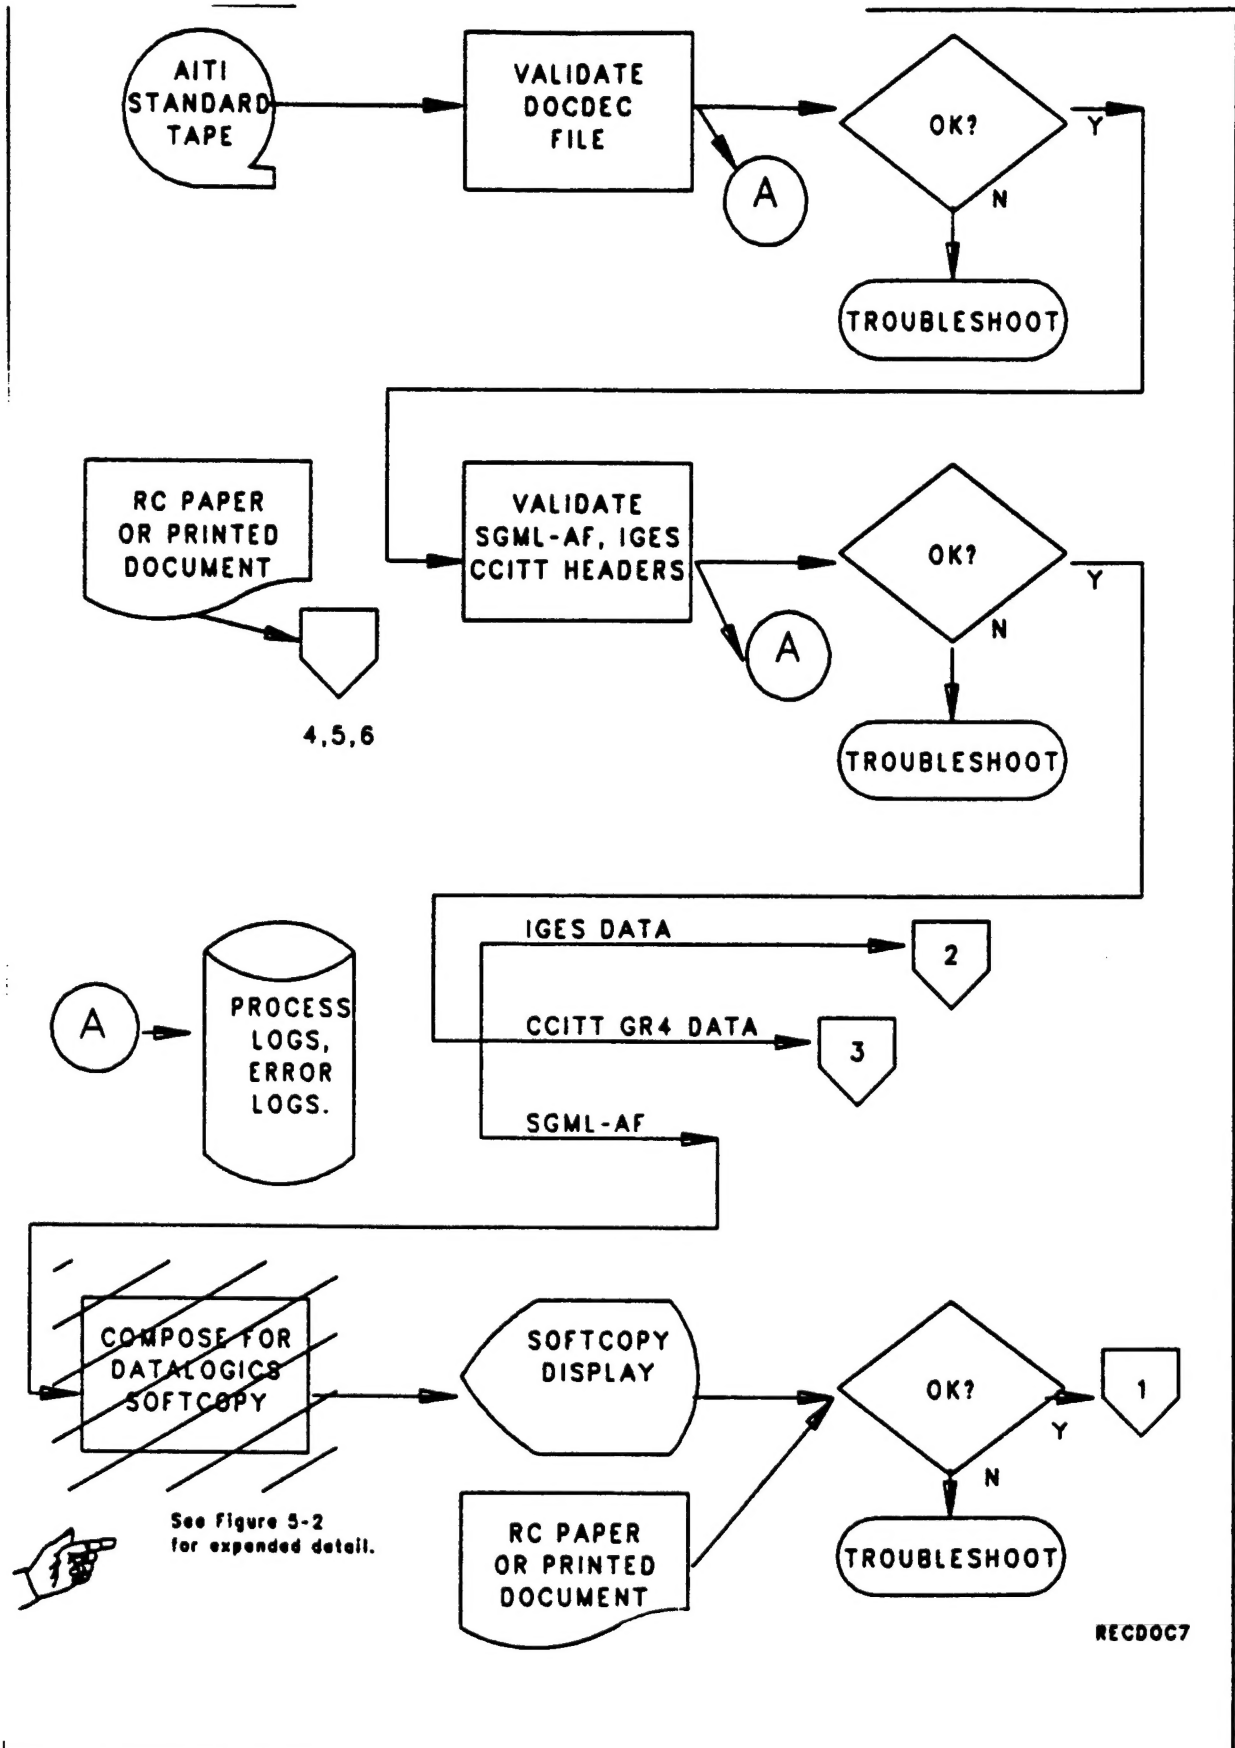 AITI
STANDARD
TAPE
VALIDATE
DOCDEC
FILE
OK?
Y
N
A
TROUBLESHOOT
RC PAPER
OR PRINTED
DOCUMENT
4,5,6
VALIDATE
SGML-AF, IGES
CCITT HEADERS
OK?
Y
N
A
TROUBLESHOOT
A
PROCESS
LOGS,
ERROR
LOGS.
IGES DATA
2
CCITT GR4 DATA
3
SGML-AF
COMPOSE FOR
DATALOGICS
SOFTCOPY
SOFTCOPY
DISPLAY
OK?
Y
1
N
See Figure 5-2
for expanded detail.
RC PAPER
OR PRINTED
DOCUMENT
TROUBLESHOOT
RECDOC7